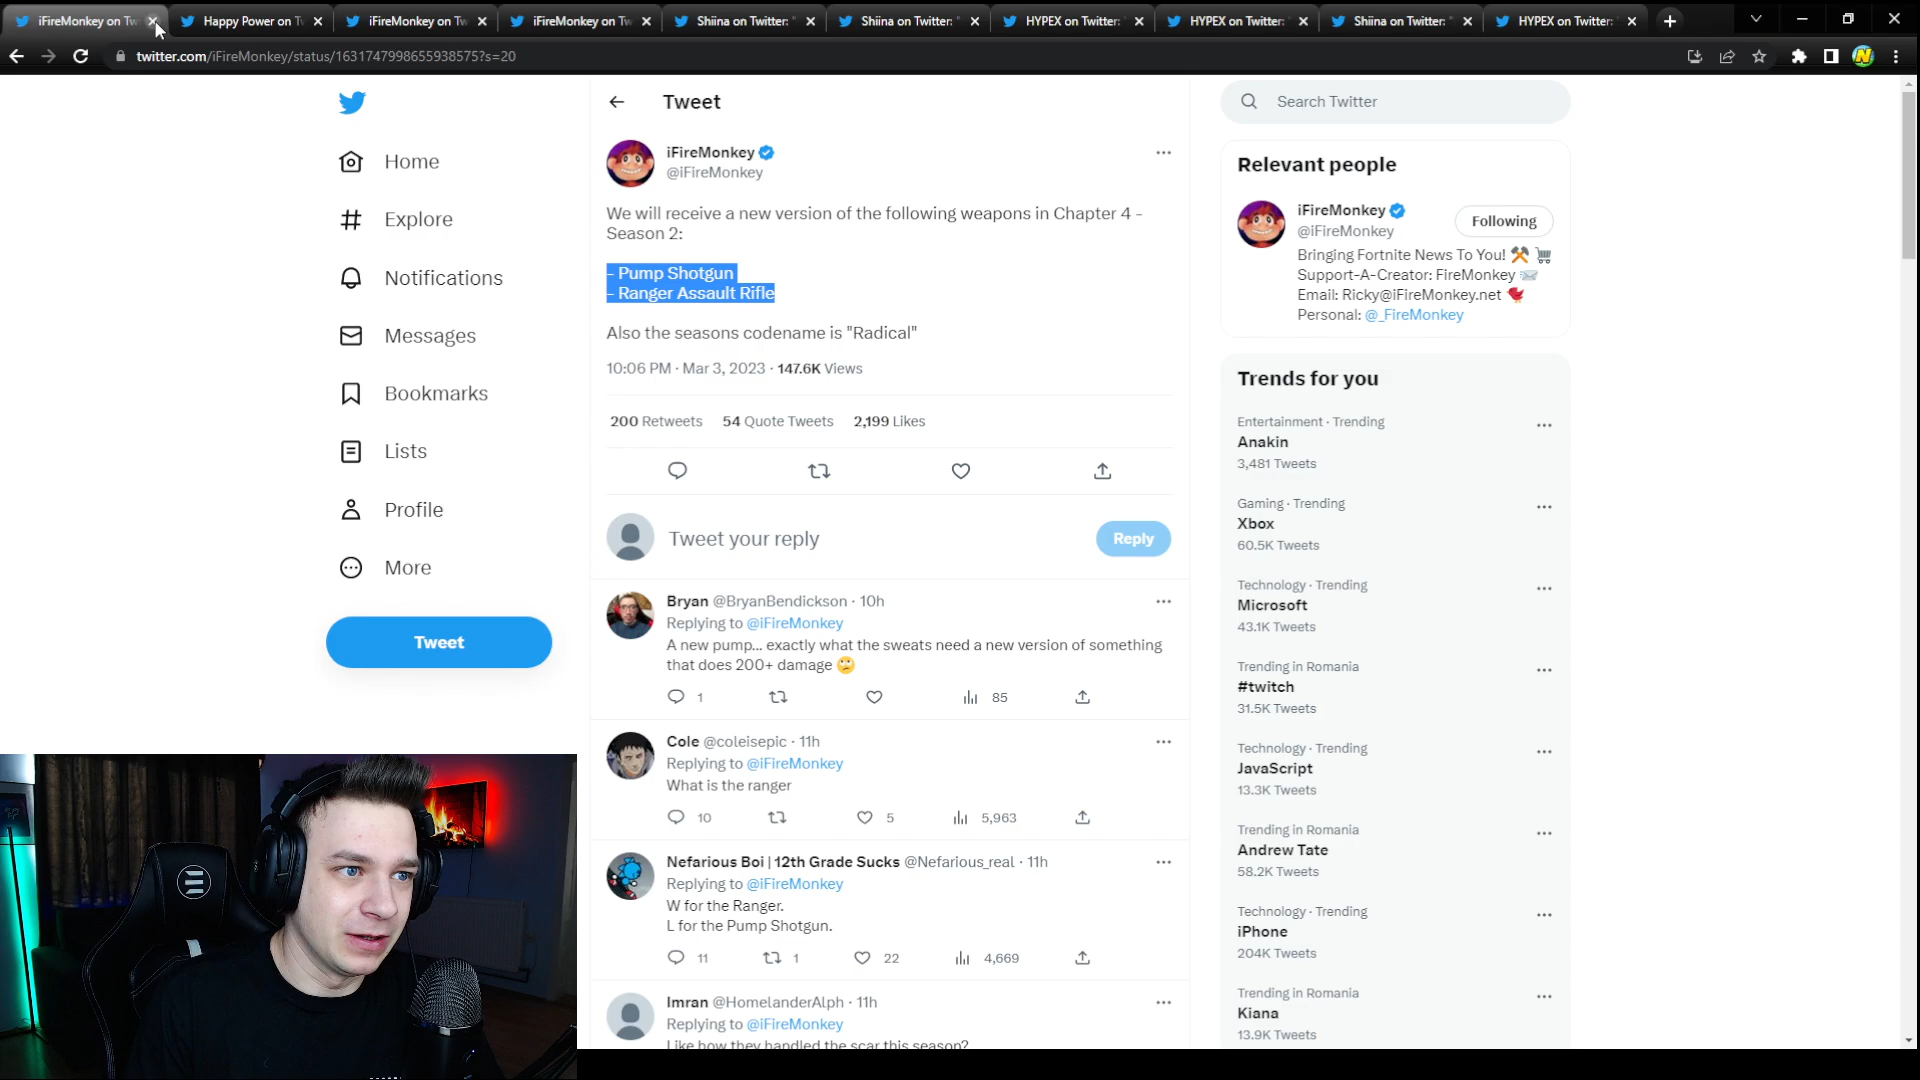 iFireMonkey on Tw
Happy Power on T
iFireMonkey on Tw
iFireMonkey on Tw
Shiina on Twitter: "
Shiina on Twitter: "
HYPEX on Twitter:
HYPEX on Twitter:
Shiina on Twitter: "
HYPEX on Twitter:
twitter.com/iFireMonkey/status/1631747998655938575?s=20
Home
Explore
Notifications
Messages
Bookmarks
Lists
Profile
More
Tweet
Tweet
iFireMonkey
@iFireMonkey
We will receive a new version of the following weapons in Chapter 4 -
Season 2:
- Pump Shotgun
- Ranger Assault Rifle
Also the seasons codename is "Radical"
10:06 PM · Mar 3, 2023 · 147.6K Views
200 Retweets 54 Quote Tweets 2,199 Likes
Tweet your reply
Reply
Bryan @BryanBendickson · 10h
Replying to @iFireMonkey
A new pump... exactly what the sweats need a new version of something
that does 200+ damage 🙄
1 85
Cole @coleisepic · 11h
Replying to @iFireMonkey
What is the ranger
10 5 5,963
Nefarious Boi | 12th Grade Sucks @Nefarious_real · 11h
Replying to @iFireMonkey
W for the Ranger.
L for the Pump Shotgun.
11 1 22 4,669
Imran @HomelanderAlph · 11h
Replying to @iFireMonkey
Like how they handled the scar this season?
Search Twitter
Relevant people
iFireMonkey
@iFireMonkey
Following
Bringing Fortnite News To You! ⚒️ 🛒
Support-A-Creator: FireMonkey 📨
Email: Ricky@iFireMonkey.net 🐦
Personal: @_FireMonkey
Trends for you
Entertainment · Trending
Anakin
3,481 Tweets
Gaming · Trending
Xbox
60.5K Tweets
Technology · Trending
Microsoft
43.1K Tweets
Trending in Romania
#twitch
31.5K Tweets
Technology · Trending
JavaScript
13.3K Tweets
Trending in Romania
Andrew Tate
58.2K Tweets
Technology · Trending
iPhone
204K Tweets
Trending in Romania
Kiana
13.9K Tweets